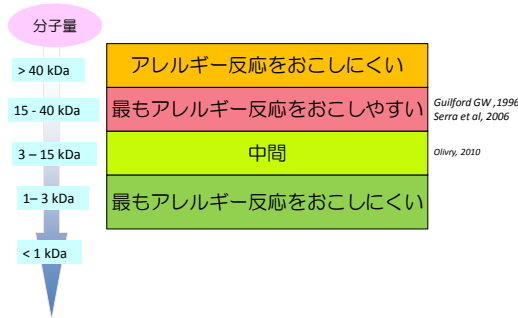 分子量
> 40 kDa
アレルギー反応をおこしにくい
15 - 40 kDa
最もアレルギー反応をおこしやすい
Guilford GW ,1996
Serra et al, 2006
3 – 15 kDa
中間
Olivry, 2010
1– 3 kDa
最もアレルギー反応をおこしにくい
< 1 kDa